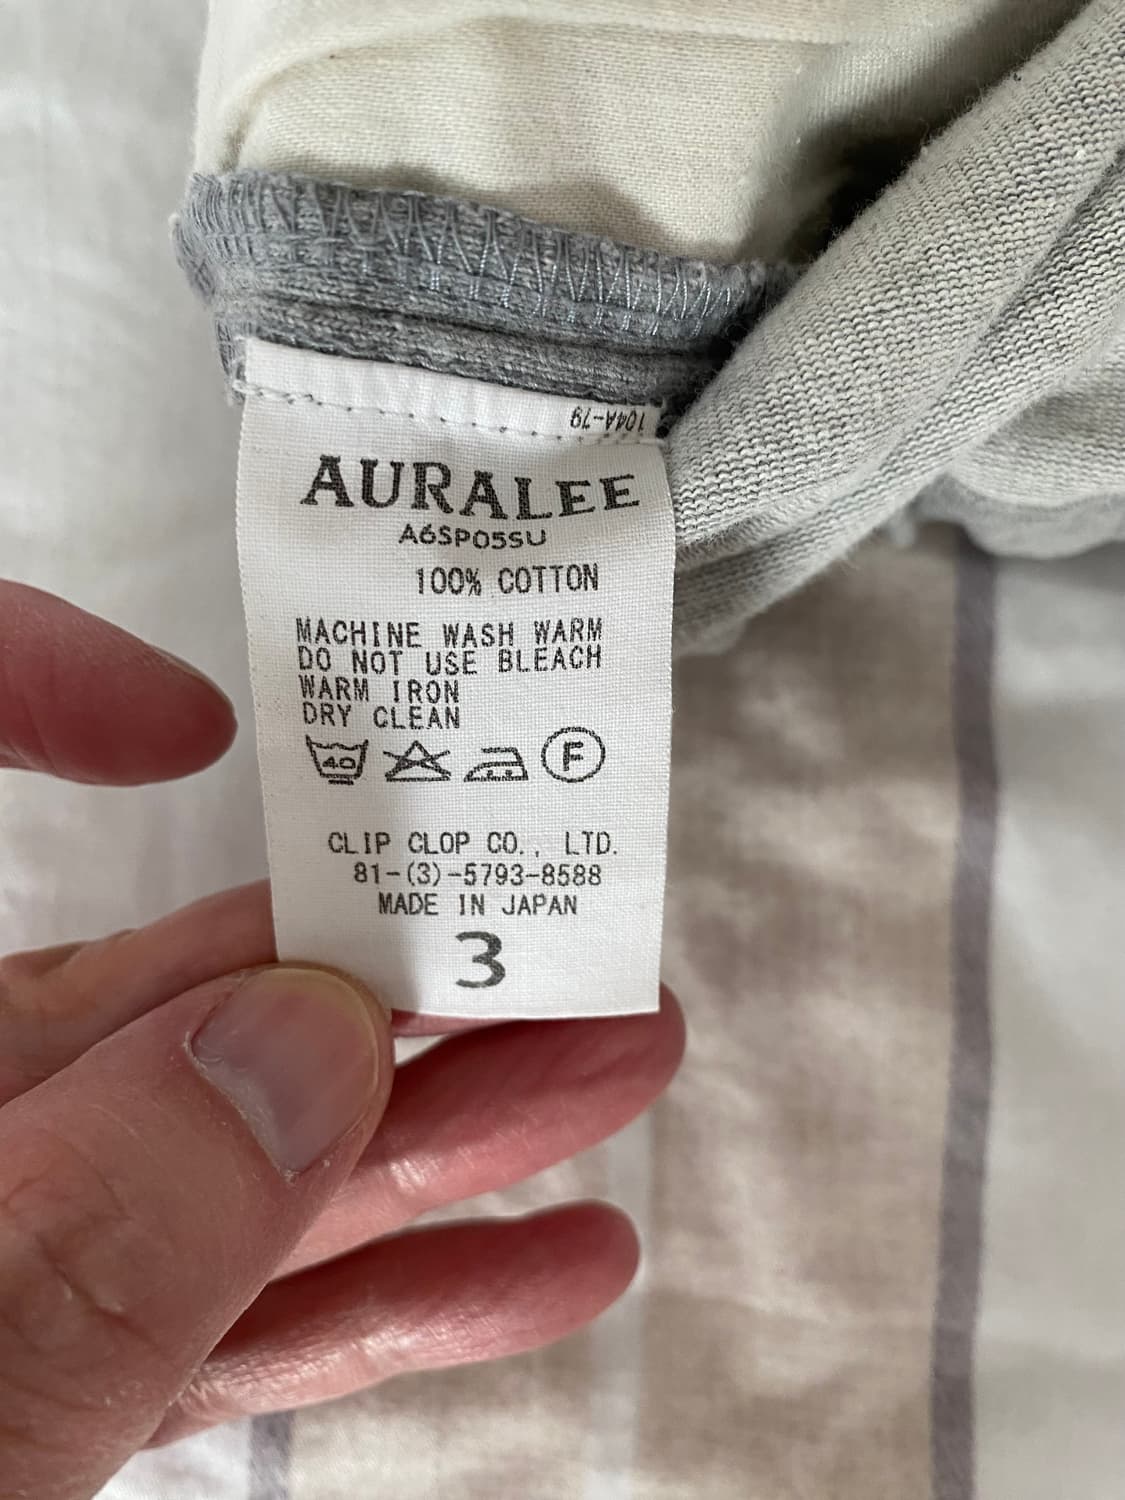 104A-79
AURALEE
A6SP05SU
100% COTTON
MACHINE WASH WARM
DO NOT USE BLEACH
WARM IRON
DRY CLEAN
40
F
CLIP CLOP CO., LTD.
81-(3)-5793-8588
MADE IN JAPAN
3